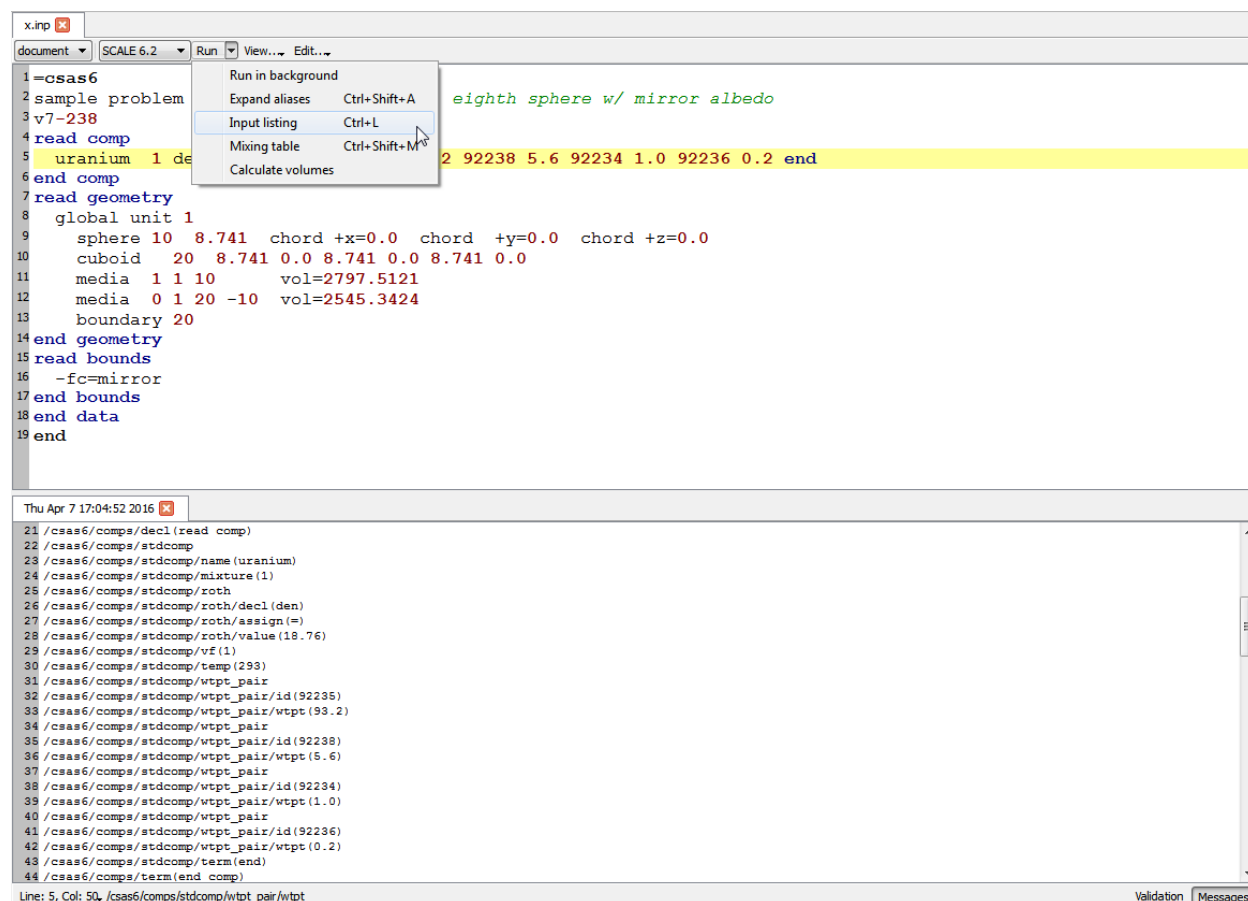 x.inp
document SCALE 6.2 Run View... Edit...
Run in background
Expand aliases Ctrl+Shift+A
Input listing Ctrl+L
Mixing table Ctrl+Shift+M
Calculate volumes
1 =csas6
2 sample problem eighth sphere w/ mirror albedo
3 v7-238
4 read comp
5 uranium 1 de 2 92238 5.6 92234 1.0 92236 0.2 end
6 end comp
7 read geometry
8 global unit 1
9 sphere 10 8.741 chord +x=0.0 chord +y=0.0 chord +z=0.0
10 cuboid 20 8.741 0.0 8.741 0.0 8.741 0.0
11 media 1 1 10 vol=2797.5121
12 media 0 1 20 -10 vol=2545.3424
13 boundary 20
14 end geometry
15 read bounds
16 -fc=mirror
17 end bounds
18 end data
19 end
Thu Apr 7 17:04:52 2016
21 /csas6/comps/decl(read comp)
22 /csas6/comps/stdcomp
23 /csas6/comps/stdcomp/name(uranium)
24 /csas6/comps/stdcomp/mixture(1)
25 /csas6/comps/stdcomp/roth
26 /csas6/comps/stdcomp/roth/decl(den)
27 /csas6/comps/stdcomp/roth/assign(=)
28 /csas6/comps/stdcomp/roth/value(18.76)
29 /csas6/comps/stdcomp/vf(1)
30 /csas6/comps/stdcomp/temp(293)
31 /csas6/comps/stdcomp/wtpt_pair
32 /csas6/comps/stdcomp/wtpt_pair/id(92235)
33 /csas6/comps/stdcomp/wtpt_pair/wtpt(93.2)
34 /csas6/comps/stdcomp/wtpt_pair
35 /csas6/comps/stdcomp/wtpt_pair/id(92238)
36 /csas6/comps/stdcomp/wtpt_pair/wtpt(5.6)
37 /csas6/comps/stdcomp/wtpt_pair
38 /csas6/comps/stdcomp/wtpt_pair/id(92234)
39 /csas6/comps/stdcomp/wtpt_pair/wtpt(1.0)
40 /csas6/comps/stdcomp/wtpt_pair
41 /csas6/comps/stdcomp/wtpt_pair/id(92236)
42 /csas6/comps/stdcomp/wtpt_pair/wtpt(0.2)
43 /csas6/comps/stdcomp/term(end)
44 /csas6/comps/term(end comp)
Line: 5, Col: 50, /csas6/comps/stdcomp/wtpt_pair/wtpt Validation Messages